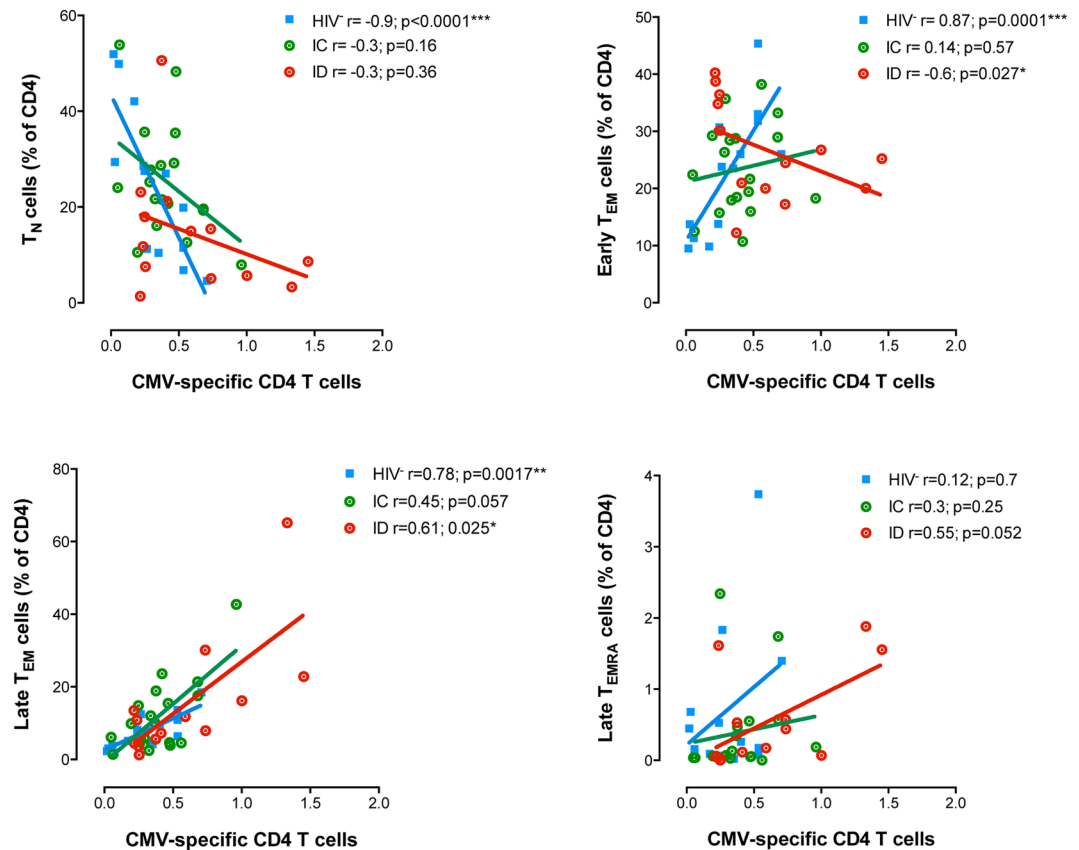 HIV⁻ r= -0.9; p<0.0001***
IC r= -0.3; p=0.16
ID r= -0.3; p=0.36
T_N cells (% of CD4)
60
40
20
0
0.0 0.5 1.0 1.5 2.0
CMV-specific CD4 T cells
HIV⁻ r= 0.87; p=0.0001***
IC r= 0.14; p=0.57
ID r= -0.6; p=0.027*
Early T_EM cells (% of CD4)
50
40
30
20
10
0
0.0 0.5 1.0 1.5 2.0
CMV-specific CD4 T cells
HIV⁻ r=0.78; p=0.0017**
IC r=0.45; p=0.057
ID r=0.61; 0.025*
Late T_EM cells (% of CD4)
80
60
40
20
0
0.0 0.5 1.0 1.5 2.0
CMV-specific CD4 T cells
HIV⁻ r=0.12; p=0.7
IC r=0.3; p=0.25
ID r=0.55; p=0.052
Late T_EMRA cells (% of CD4)
4
3
2
1
0
0.0 0.5 1.0 1.5 2.0
CMV-specific CD4 T cells